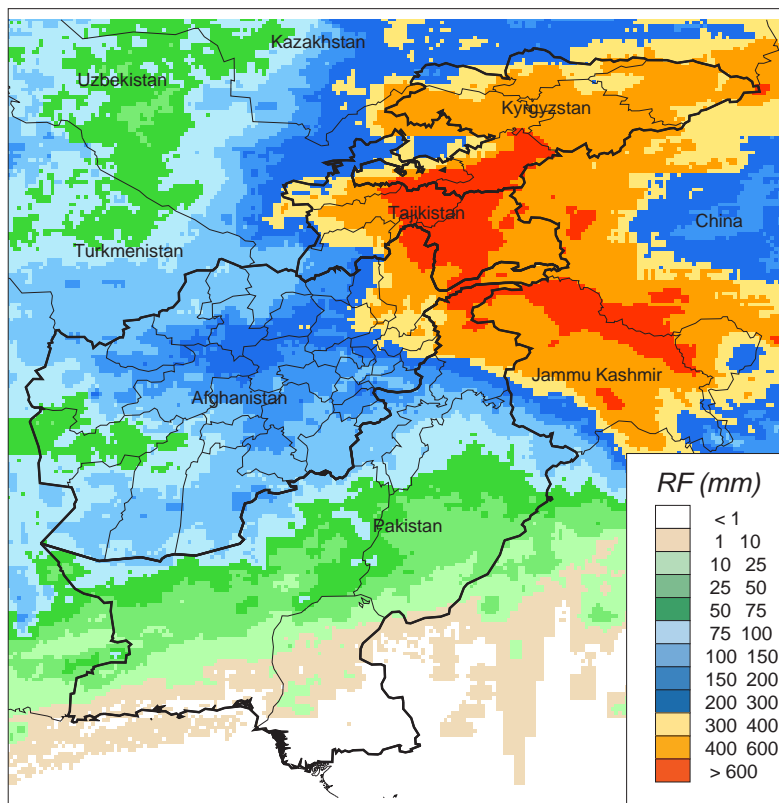 Kazakhstan
Uzbekistan
Kyrgyzstan
Tajikistan
China
Turkmenistan
Jammu Kashmir
Afghanistan
Pakistan
RF (mm)
< 1
1 10
10 25
25 50
50 75
75 100
100 150
150 200
200 300
300 400
400 600
> 600